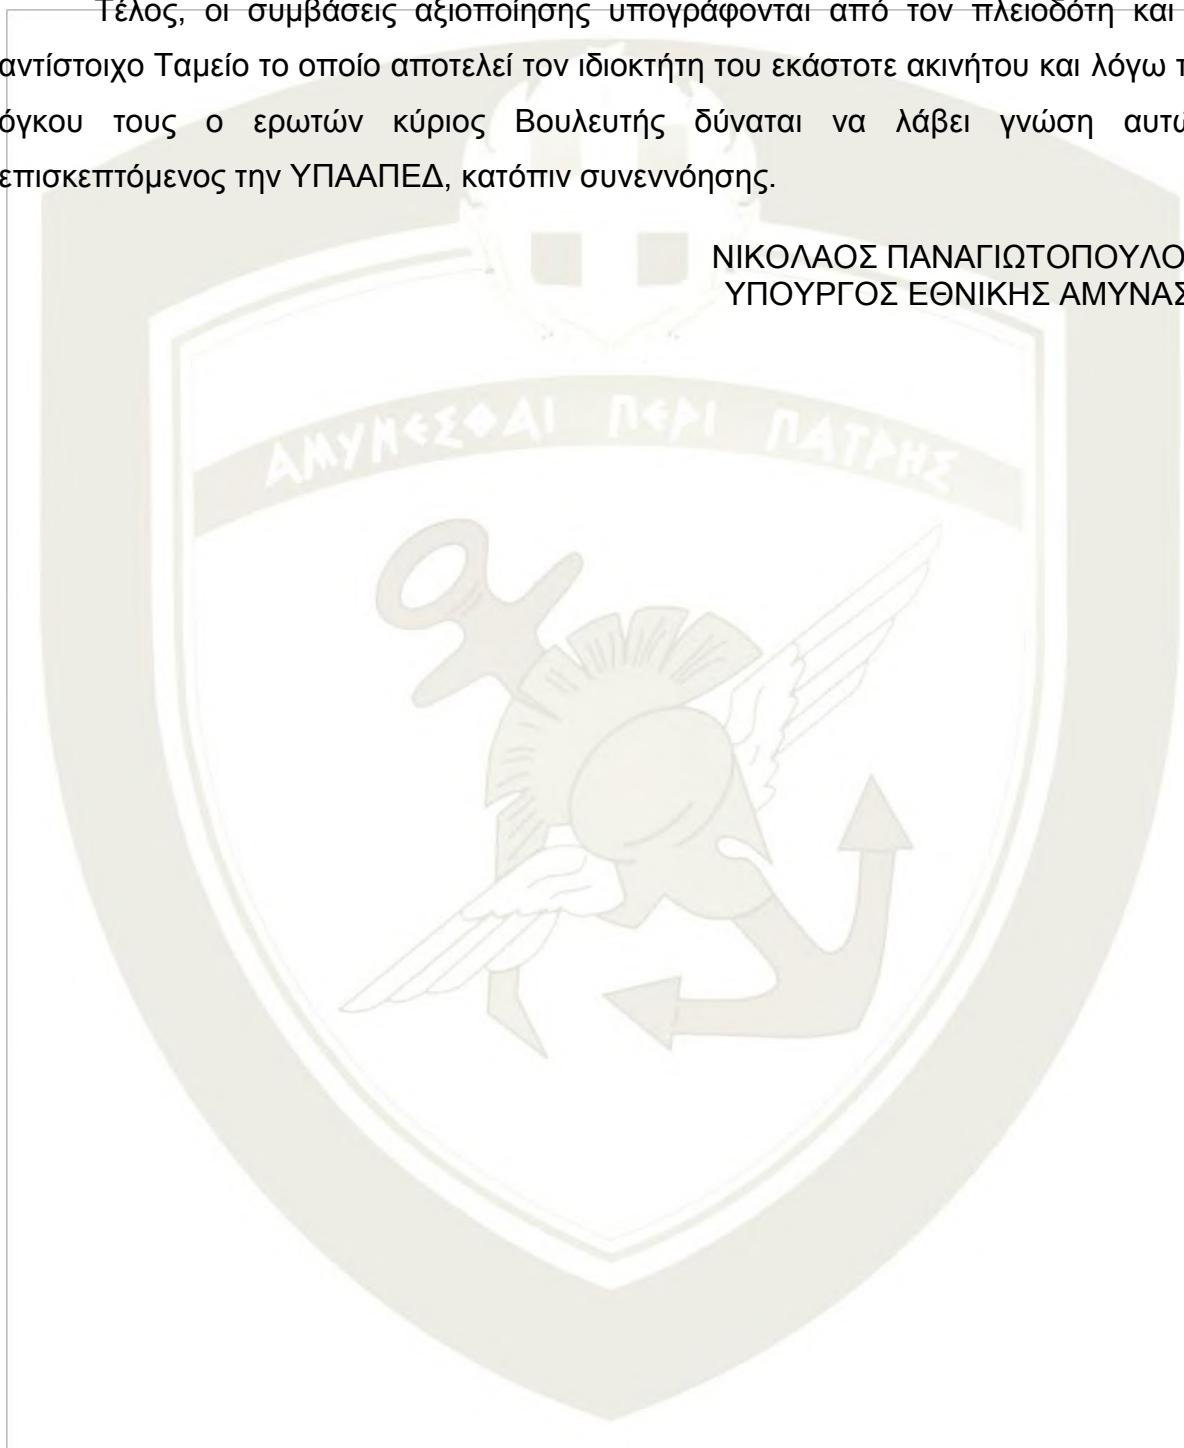 Τέλος, οι συμβάσεις αξιοποίησης υπογράφονται από τον πλειοδότη και
αντίστοιχο Ταμείο το οποίο αποτελεί τον ιδιοκτήτη του εκάστοτε ακινήτου και λόγω
όγκου τους ο ερωτών κύριος Βουλευτής δύναται να λάβει γνώση
επισκεπτόμενος την ΥΠΑΑΠΕΔ, κατόπιν συνεννόησης.
ΝΙΚΟΛΑΟΣ ΠΑΝΑΓΙΩΤΟΠΟΥΛΟ
ΥΠΟΥΡΓΟΣ ΕΘΝΙΚΗΣ ΑΜΥΝΑΣ
ΑΜΥΝΕΣΘΑΙ ΠΕΡΙ ΠΑΤΡΗΣ